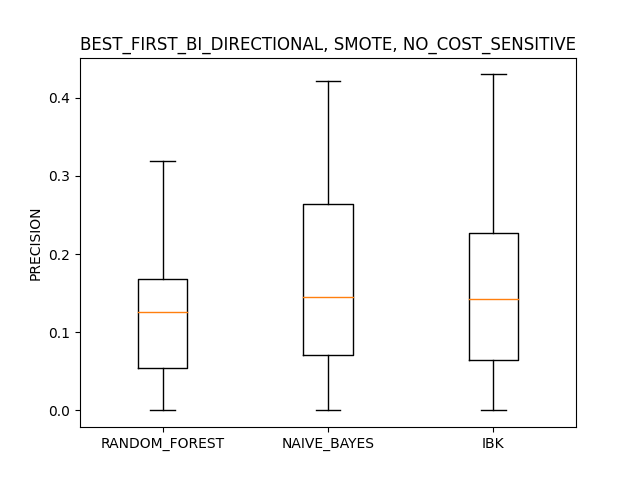 BEST_FIRST_BI_DIRECTIONAL, SMOTE, NO_COST_SENSITIVE
PRECISION
0.4
0.3
0.2
0.1
0.0
RANDOM_FOREST
NAIVE_BAYES
IBK